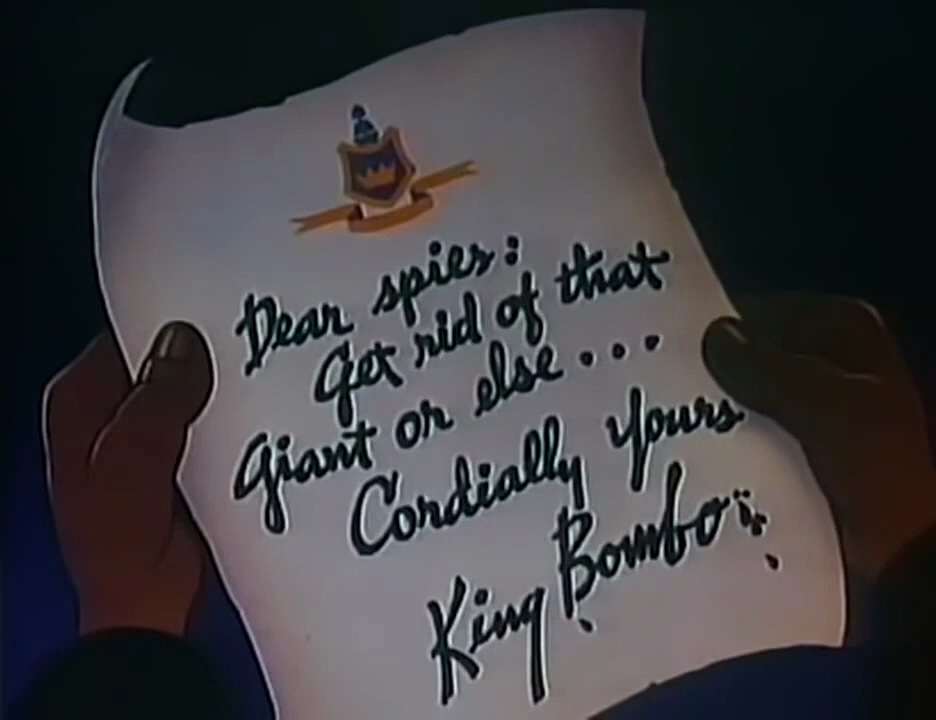 Dear spies:
Get rid of that
Giant or else...
Cordially Yours
King Bombo